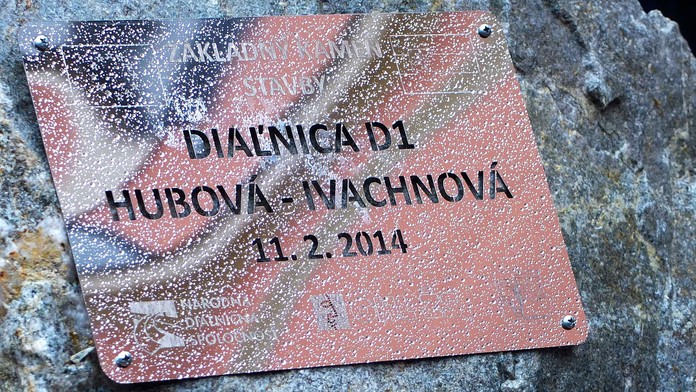 ZÁKLADNÝ KAMEŇ
STAVBY
DIAĽNICA D1
HUBOVÁ - IVACHNOVÁ
11. 2. 2014
NÁRODNÁ
DIAĽNIČNÁ
SPOLOČNOSŤ